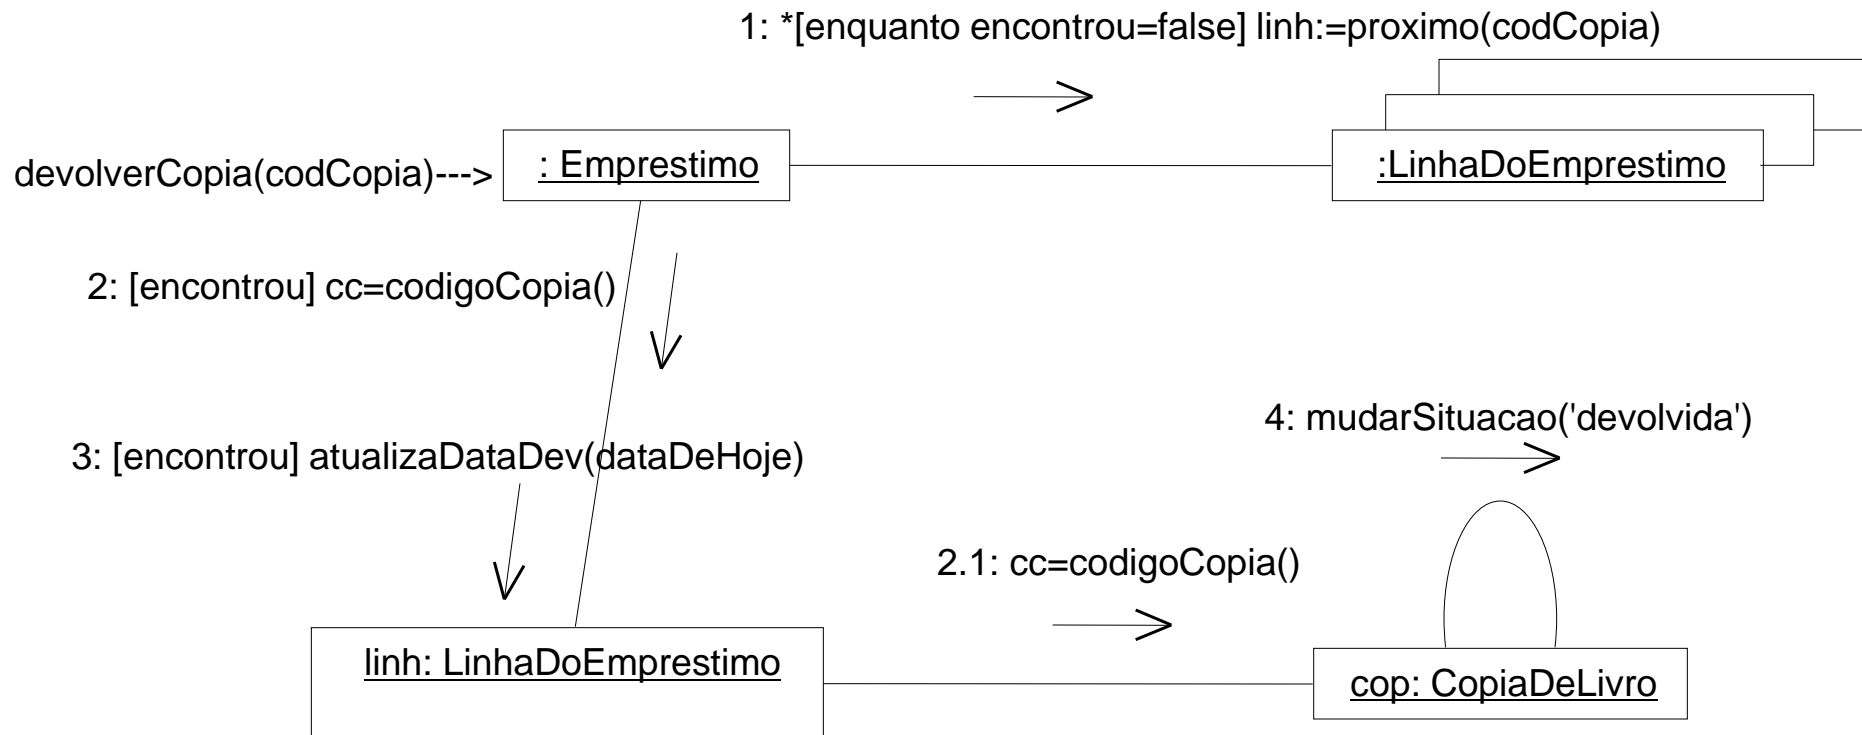 1: *[enquanto encontrou=false] linh:=proximo(codCopia)
devolverCopia(codCopia)--->
: Emprestimo
:LinhaDoEmprestimo
2: [encontrou] cc=codigoCopia()
4: mudarSituacao('devolvida')
3: [encontrou] atualizaDataDev(dataDeHoje)
2.1: cc=codigoCopia()
linh: LinhaDoEmprestimo
cop: CopiaDeLivro